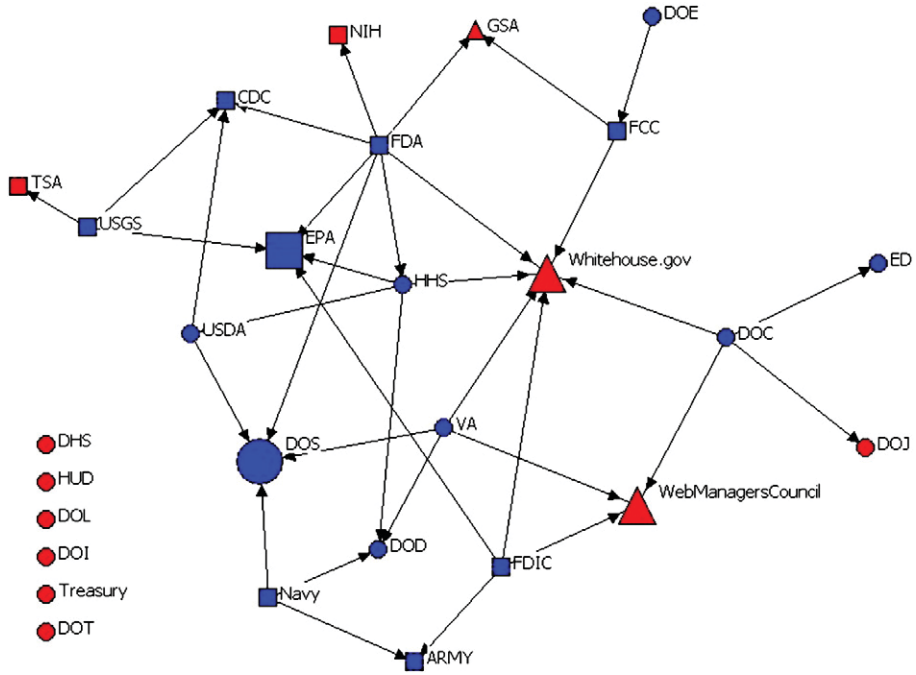 DOE
NIH
GSA
CDC
FCC
FDA
TSA
USGS
EPA
Whitehouse.gov
ED
HHS
USDA
DOC
VA
DOS
DHS
DOJ
HUD
WebManagersCouncil
DOL
DOD
DOI
FDIC
Treasury
Navy
DOT
ARMY